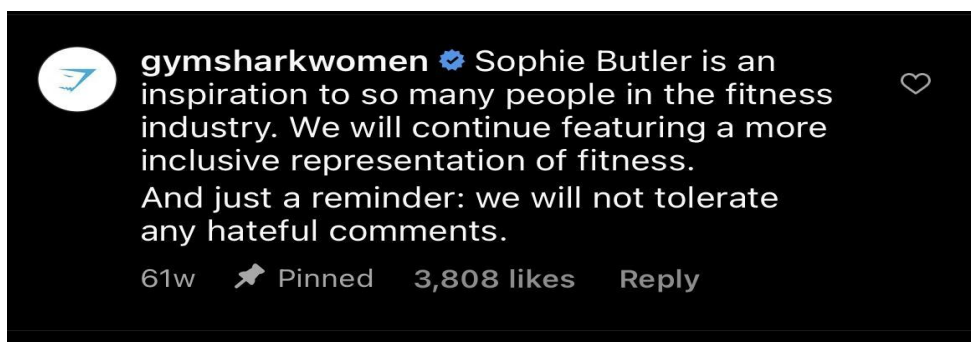 gymsharkwomen Sophie Butler is an
inspiration to so many people in the fitness
industry. We will continue featuring a more
inclusive representation of fitness.
And just a reminder: we will not tolerate
any hateful comments.
61w Pinned 3,808 likes Reply